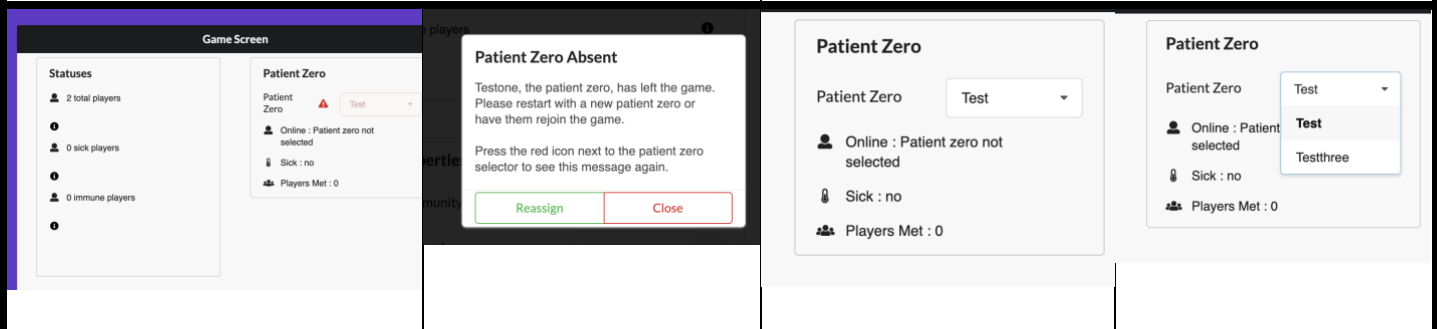 Game Screen
Statuses
2 total players
0 sick players
0 immune players
Patient Zero
Patient
Zero
Test
Online : Patient zero not
selected
Sick : no
Players Met : 0
players
Patient Zero Absent
Testone, the patient zero, has left the game.
Please restart with a new patient zero or
have them rejoin the game.
Press the red icon next to the patient zero
selector to see this message again.
Reassign
Close
Patient Zero
Patient Zero
Test
Online : Patient zero not
selected
Sick : no
Players Met : 0
Patient Zero
Patient Zero
Test
Test
Testthree
Online : Patient
selected
Sick : no
Players Met : 0